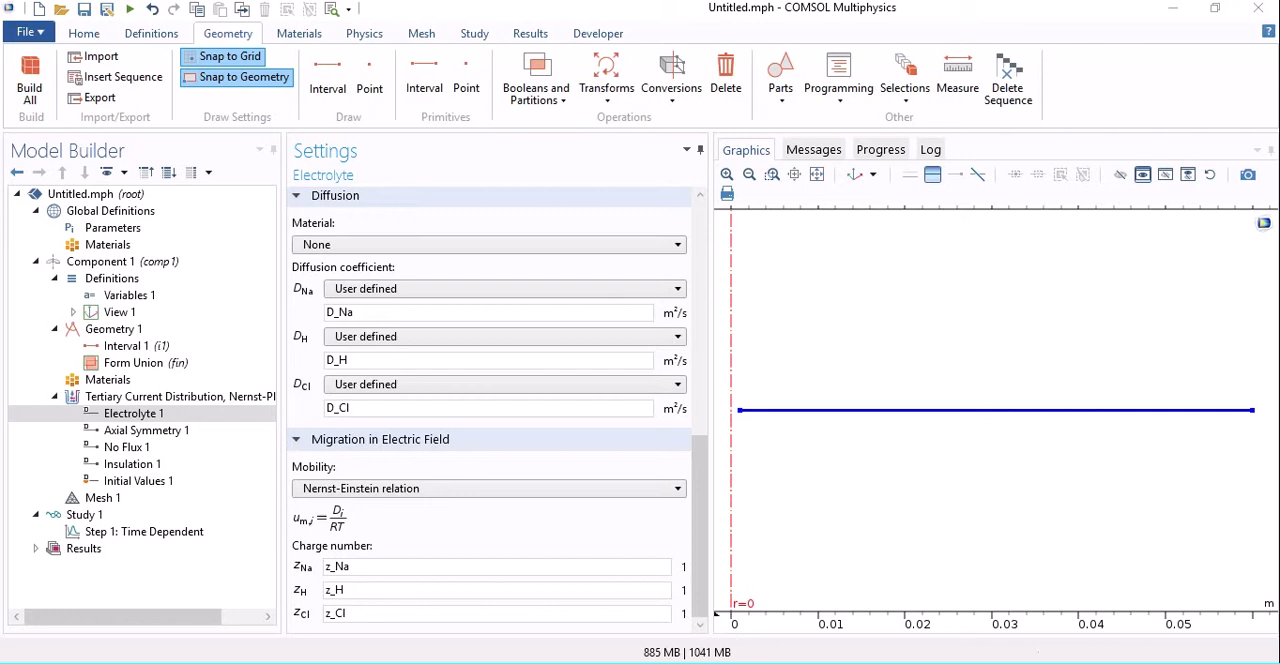 Untitled.mph - COMSOL Multiphysics
File Home Definitions Geometry Materials Physics Mesh Study Results Developer
Build All
Build
Import
Insert Sequence
Export
Import/Export
Snap to Grid
Snap to Geometry
Draw Settings
Interval Point
Draw
Interval Point
Primitives
Booleans and Partitions
Transforms
Conversions
Delete
Operations
Parts
Programming
Selections
Measure
Delete Sequence
Other
Model Builder
Untitled.mph (root)
Global Definitions
Pi Parameters
Materials
Component 1 (comp1)
Definitions
a= Variables 1
View 1
Geometry 1
Interval 1 (i1)
Form Union (fin)
Materials
Tertiary Current Distribution, Nernst-Pl
Electrolyte 1
Axial Symmetry 1
No Flux 1
Insulation 1
Initial Values 1
Mesh 1
Study 1
Step 1: Time Dependent
Results
Settings
Electrolyte
Diffusion
Material:
None
Diffusion coefficient:
DNa User defined
D_Na m²/s
DH User defined
D_H m²/s
DCl User defined
D_Cl m²/s
Migration in Electric Field
Mobility:
Nernst-Einstein relation
um,i = Di/RT
Charge number:
zNa z_Na 1
zH z_H 1
zCl z_Cl 1
Graphics Messages Progress Log
r=0 m
0 0.01 0.02 0.03 0.04 0.05
885 MB | 1041 MB